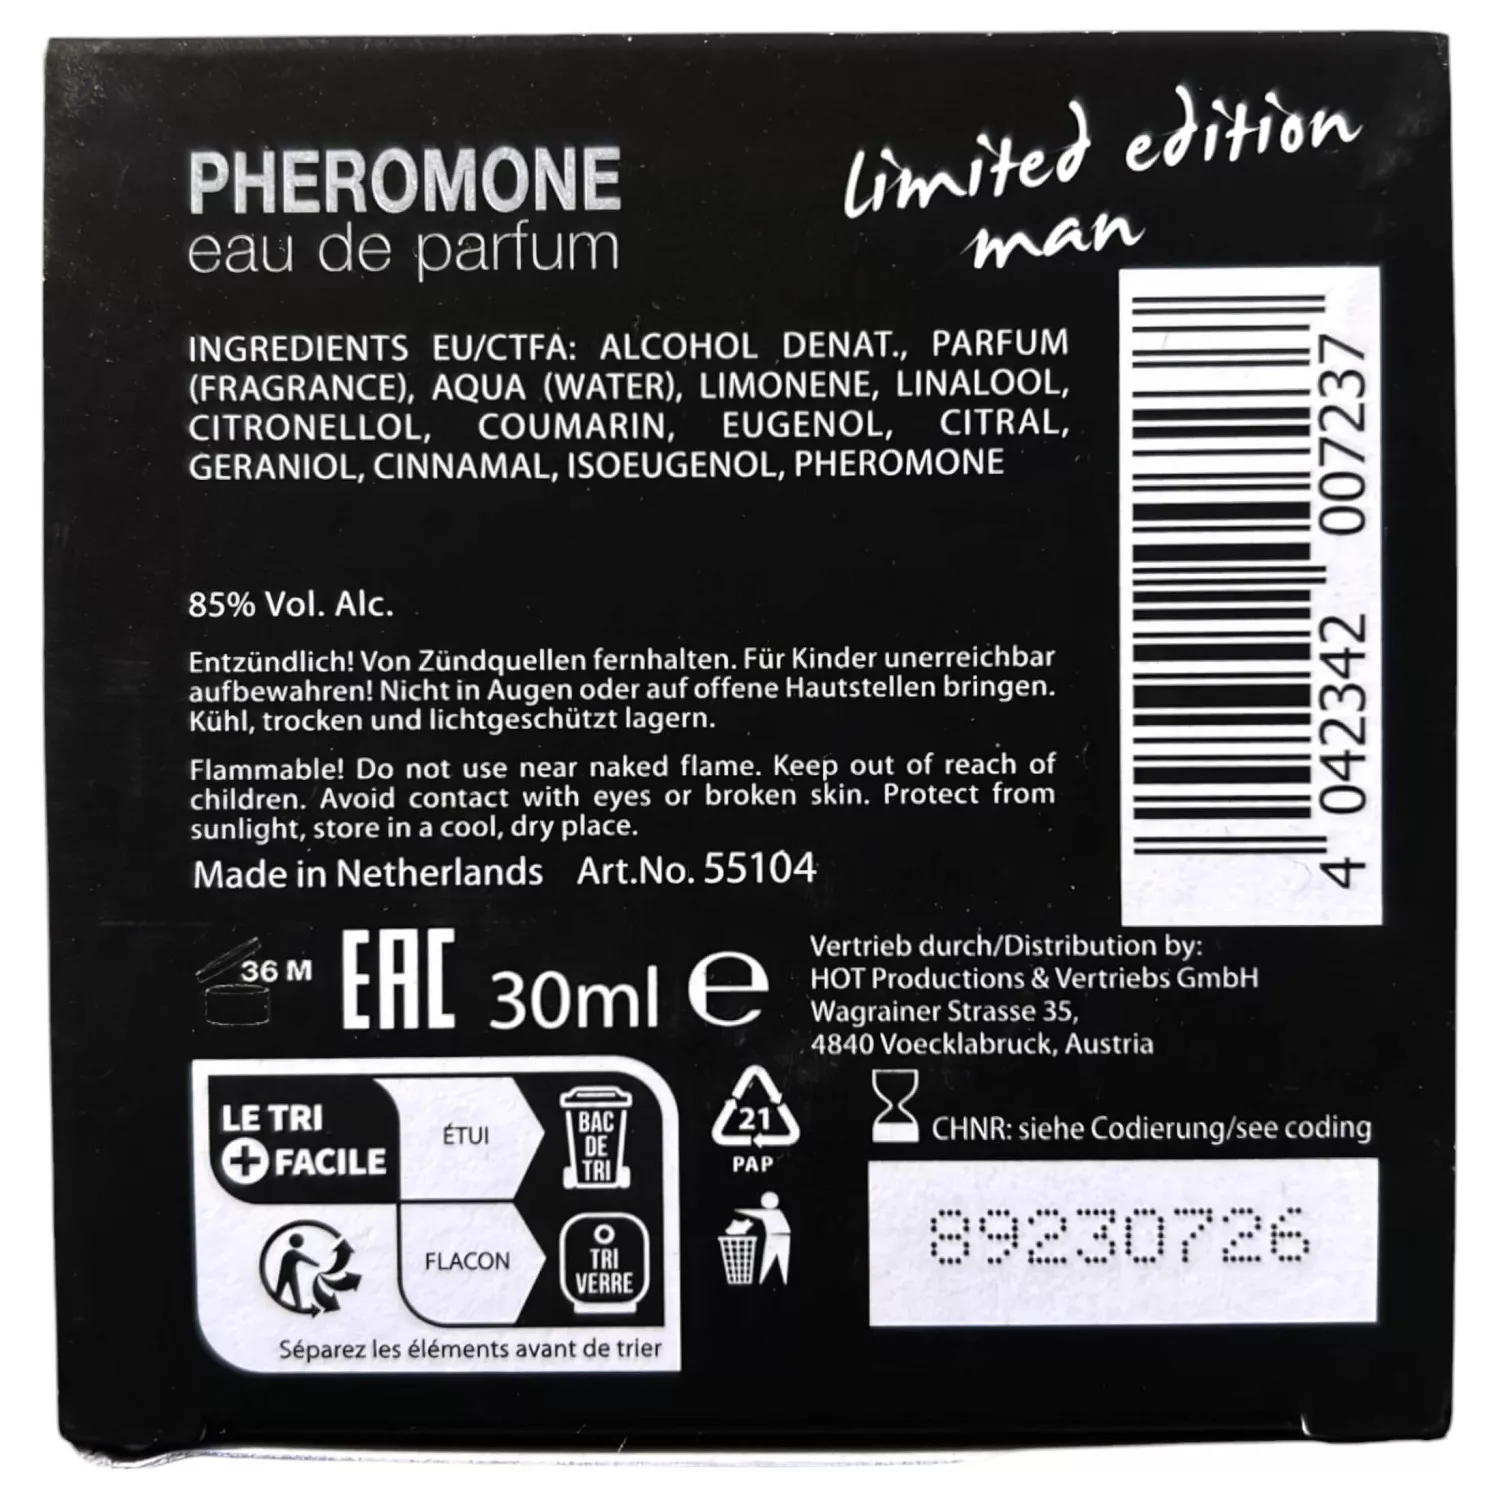 PHEROMONE
eau de parfum
limited edition
man
INGREDIENTS EU/CTFA: ALCOHOL DENAT., PARFUM
(FRAGRANCE), AQUA (WATER), LIMONENE, LINALOOL,
CITRONELLOL, COUMARIN, EUGENOL, CITRAL,
GERANIOL, CINNAMAL, ISOEUGENOL, PHEROMONE
4 042342 007237
85% Vol. Alc.
Entzündlich! Von Zündquellen fernhalten. Für Kinder unerreichbar
aufbewahren! Nicht in Augen oder auf offene Hautstellen bringen.
Kühl, trocken und lichtgeschützt lagern.
Flammable! Do not use near naked flame. Keep out of reach of
children. Avoid contact with eyes or broken skin. Protect from
sunlight, store in a cool, dry place.
Made in Netherlands Art.No. 55104
36 M
EAC
30ml ℮
Vertrieb durch/Distribution by:
HOT Productions & Vertriebs GmbH
Wagrainer Strasse 35,
4840 Voecklabruck, Austria
LE TRI
+ FACILE
ÉTUI
BAC
DE
TRI
FLACON
TRI
VERRE
Séparez les éléments avant de trier
21
PAP
CHNR: siehe Codierung/see coding
89230726